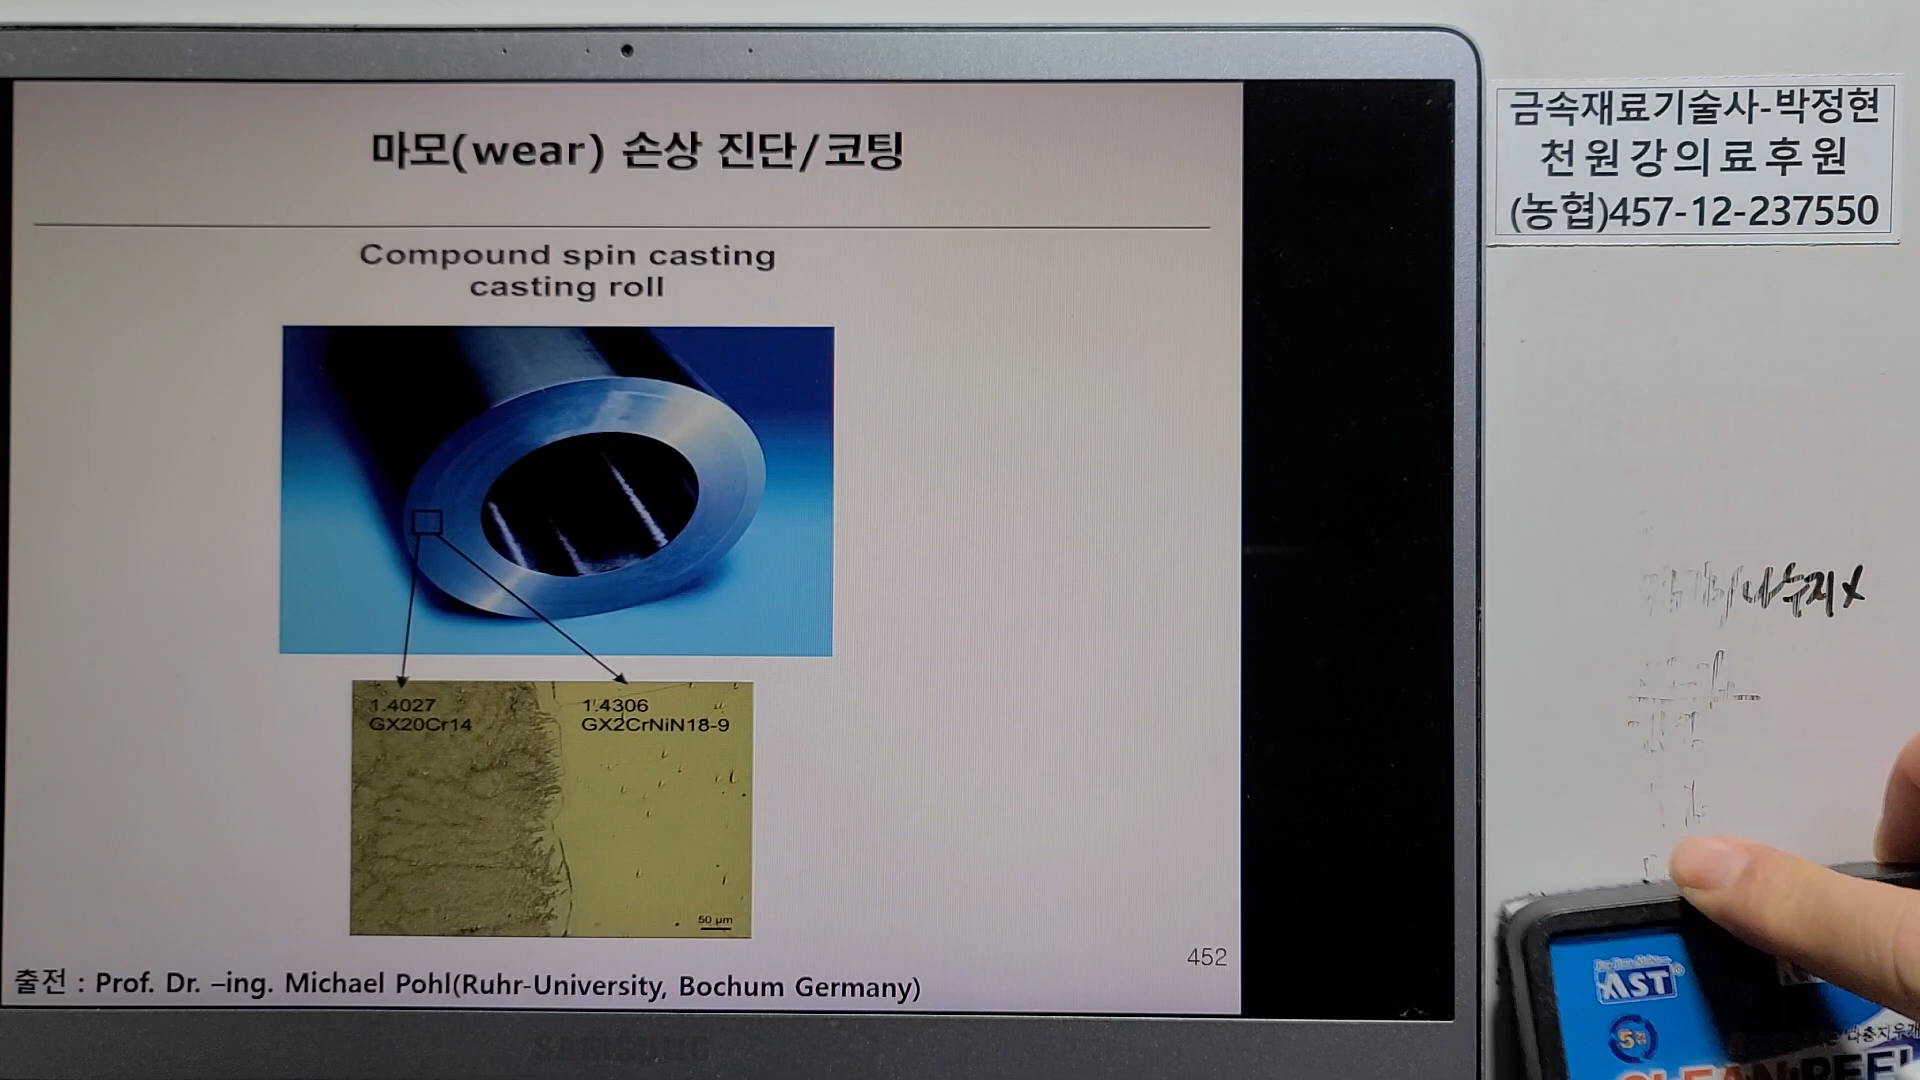 마모(wear) 손상 진단/코팅
Compound spin casting
casting roll
1.4027
GX20Cr14
1.4306
GX2CrNiN18-9
50 µm
452
출전 : Prof. Dr. –ing. Michael Pohl(Ruhr-University, Bochum Germany)
SAMSUNG
금속재료기술사-박정현
천원강의료후원
(농협)457-12-237550
AST